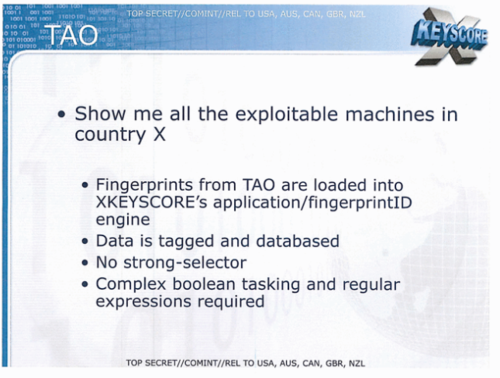 TOP SECRET//COMINT//REL TO USA, AUS, CAN, GBR, NZL
TAO
XKEYSCORE
• Show me all the exploitable machines in
country X
• Fingerprints from TAO are loaded into
XKEYSCORE's application/fingerprintID
engine
• Data is tagged and databased
• No strong-selector
• Complex boolean tasking and regular
expressions required
TOP SECRET//COMINT//REL TO USA, AUS, CAN, GBR, NZL